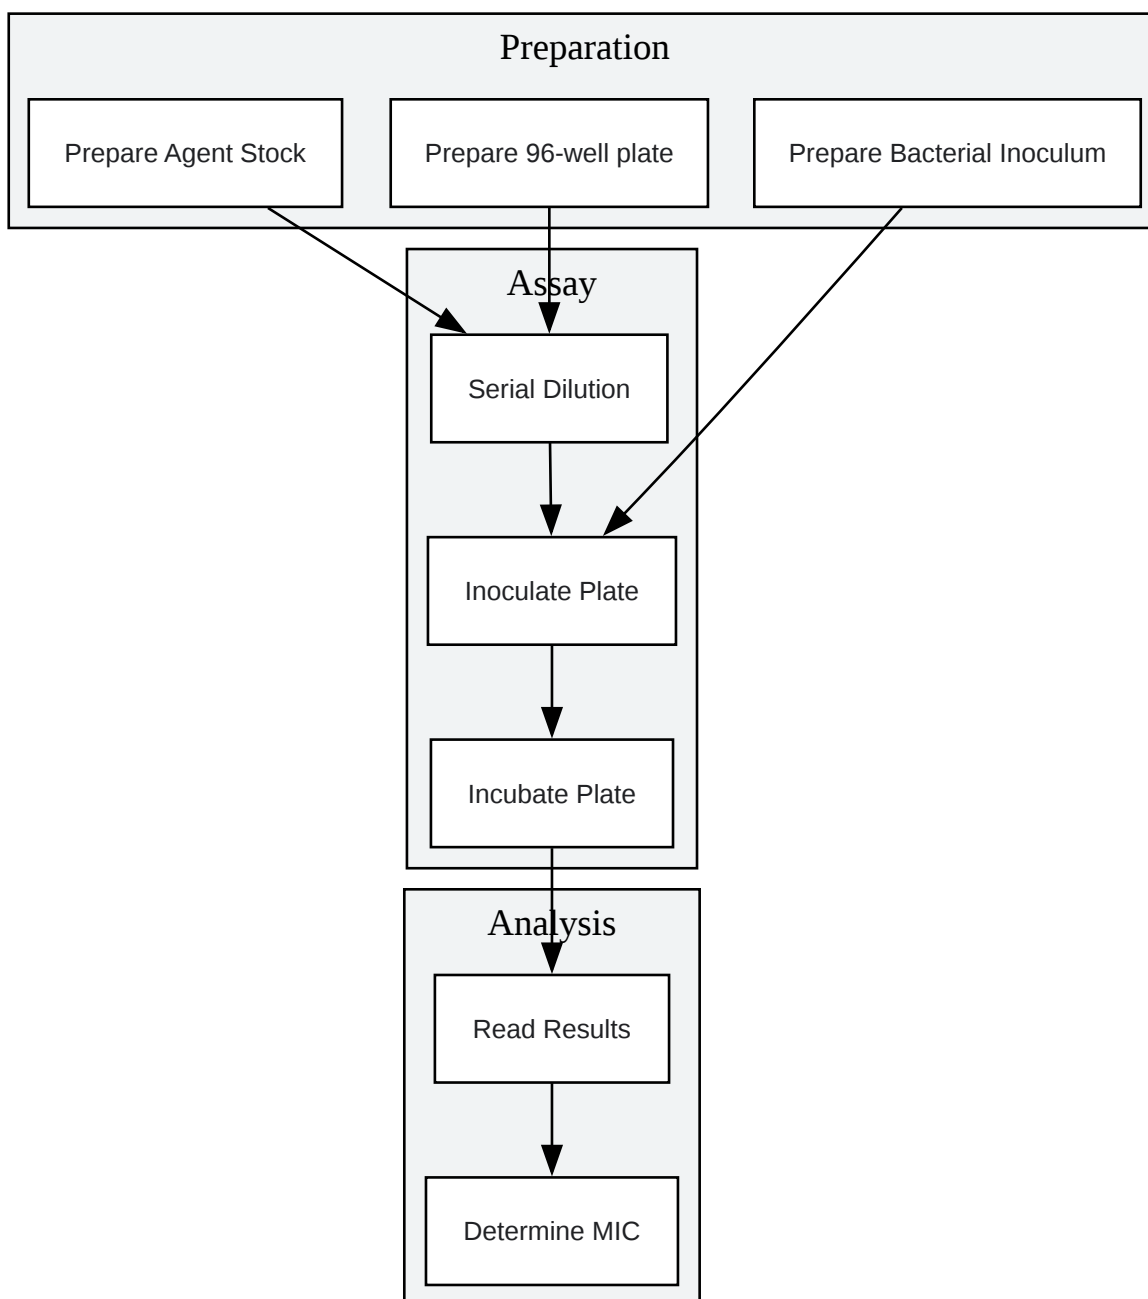 Preparation
Prepare Agent Stock
Prepare 96-well plate
Prepare Bacterial Inoculum
Assay
Serial Dilution
Inoculate Plate
Incubate Plate
Analysis
Read Results
Determine MIC